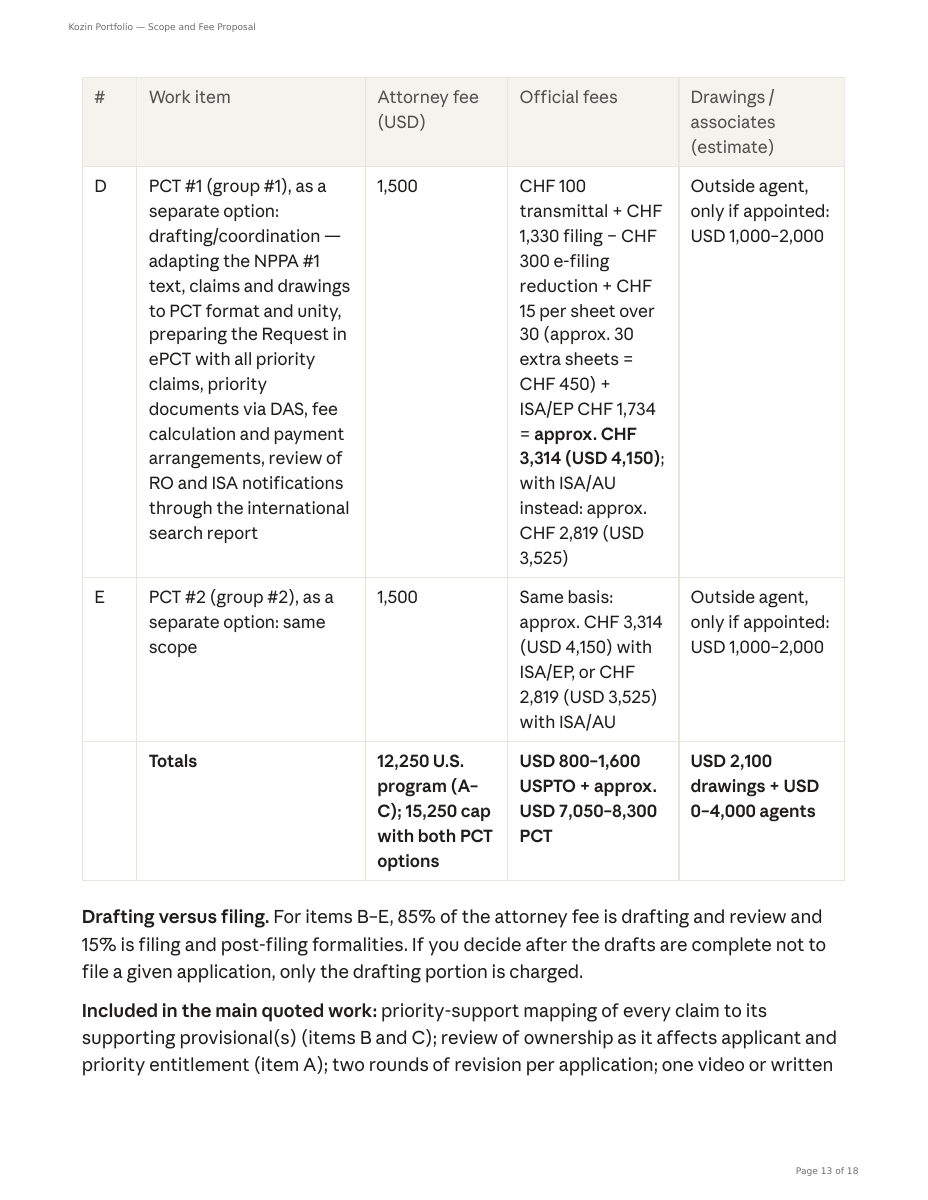 Kozin Portfolio — Scope and Fee Proposal
#
Work item
Attorney fee
(USD)
Official fees
Drawings /
associates
(estimate)
D
PCT #1 (group #1), as a
separate option:
drafting/coordination —
adapting the NPPA #1
text, claims and drawings
to PCT format and unity,
preparing the Request in
ePCT with all priority
claims, priority
documents via DAS, fee
calculation and payment
arrangements, review of
RO and ISA notifications
through the international
search report
1,500
CHF 100
transmittal + CHF
1,330 filing − CHF
300 e-filing
reduction + CHF
15 per sheet over
30 (approx. 30
extra sheets =
CHF 450) +
ISA/EP CHF 1,734
= approx. CHF
3,314 (USD 4,150);
with ISA/AU
instead: approx.
CHF 2,819 (USD
3,525)
Outside agent,
only if appointed:
USD 1,000–2,000
E
PCT #2 (group #2), as a
separate option: same
scope
1,500
Same basis:
approx. CHF 3,314
(USD 4,150) with
ISA/EP, or CHF
2,819 (USD 3,525)
with ISA/AU
Outside agent,
only if appointed:
USD 1,000–2,000
Totals
12,250 U.S.
program (A–
C); 15,250 cap
with both PCT
options
USD 800–1,600
USPTO + approx.
USD 7,050–8,300
PCT
USD 2,100
drawings + USD
0–4,000 agents
Drafting versus filing. For items B–E, 85% of the attorney fee is drafting and review and
15% is filing and post-filing formalities. If you decide after the drafts are complete not to
file a given application, only the drafting portion is charged.
Included in the main quoted work: priority-support mapping of every claim to its
supporting provisional(s) (items B and C); review of ownership as it affects applicant and
priority entitlement (item A); two rounds of revision per application; one video or written
Page 13 of 18